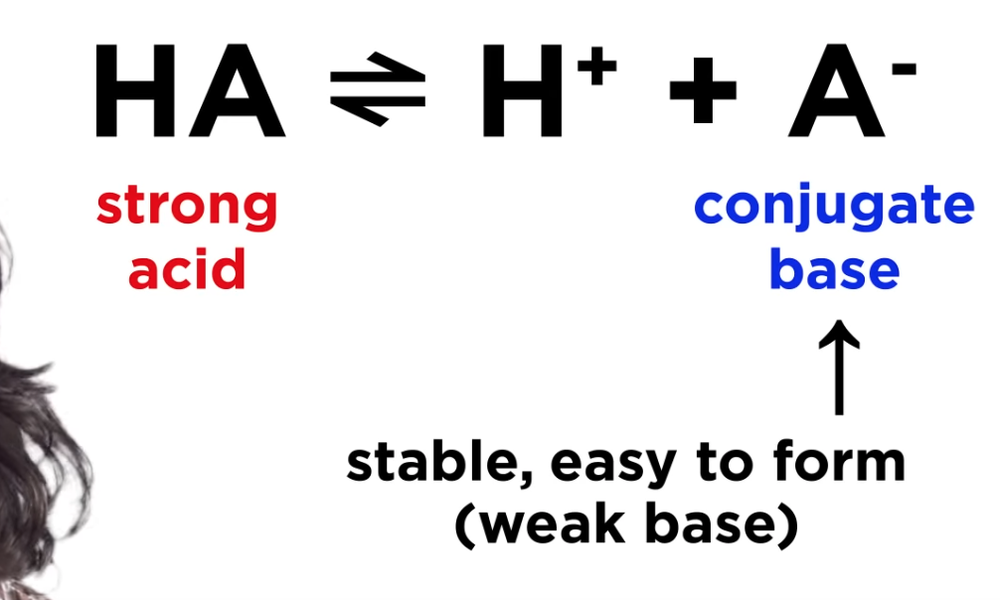 HA ⇌ H⁺ + A⁻
strong acid
conjugate base
↑
stable, easy to form
(weak base)